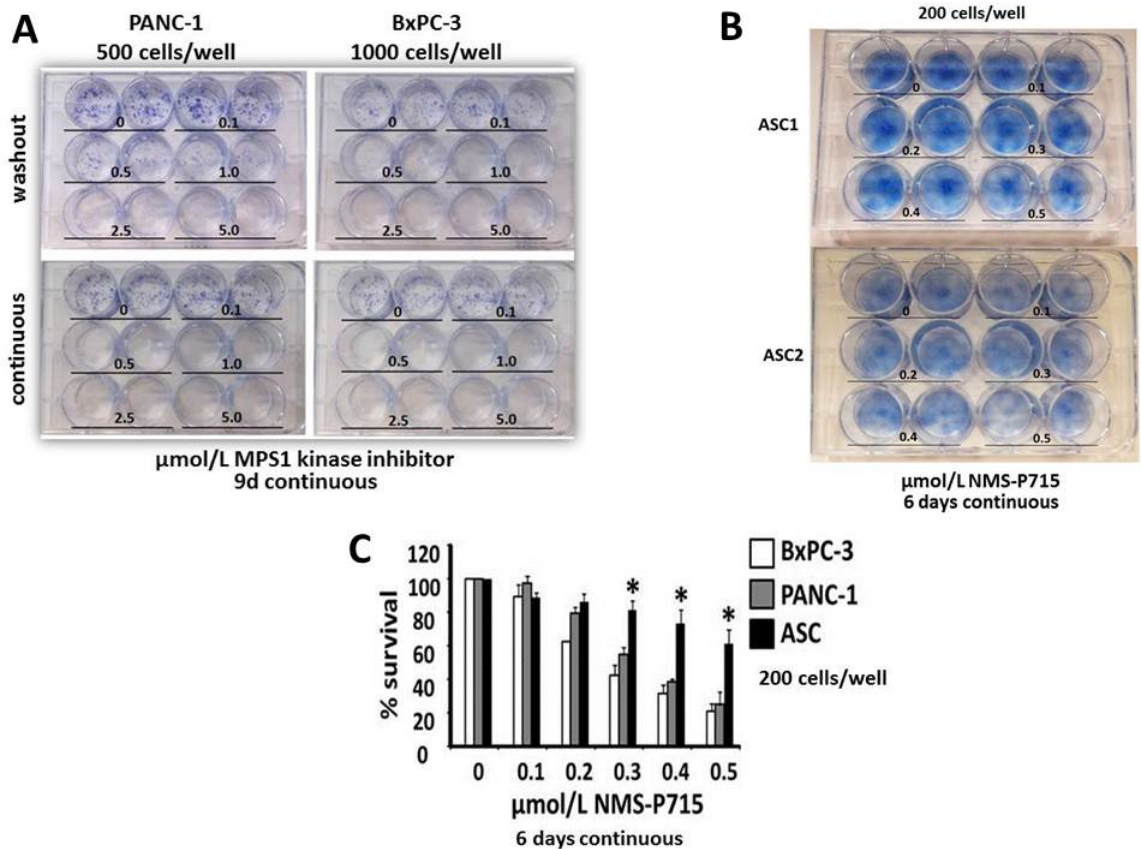 A
PANC-1
500 cells/well
BxPC-3
1000 cells/well
washout
0
0.1
0
0.1
0.5
1.0
0.5
1.0
2.5
5.0
2.5
5.0
continuous
0
0.1
0
0.1
0.5
1.0
0.5
1.0
2.5
5.0
2.5
5.0
µmol/L MPS1 kinase inhibitor
9d continuous
B
200 cells/well
ASC1
0
0.1
0.2
0.3
0.4
0.5
ASC2
0
0.1
0.2
0.3
0.4
0.5
µmol/L NMS-P715
6 days continuous
C
% survival
120
100
80
60
40
20
0
* * *
0 0.1 0.2 0.3 0.4 0.5
µmol/L NMS-P715
6 days continuous
BxPC-3
PANC-1
ASC
200 cells/well